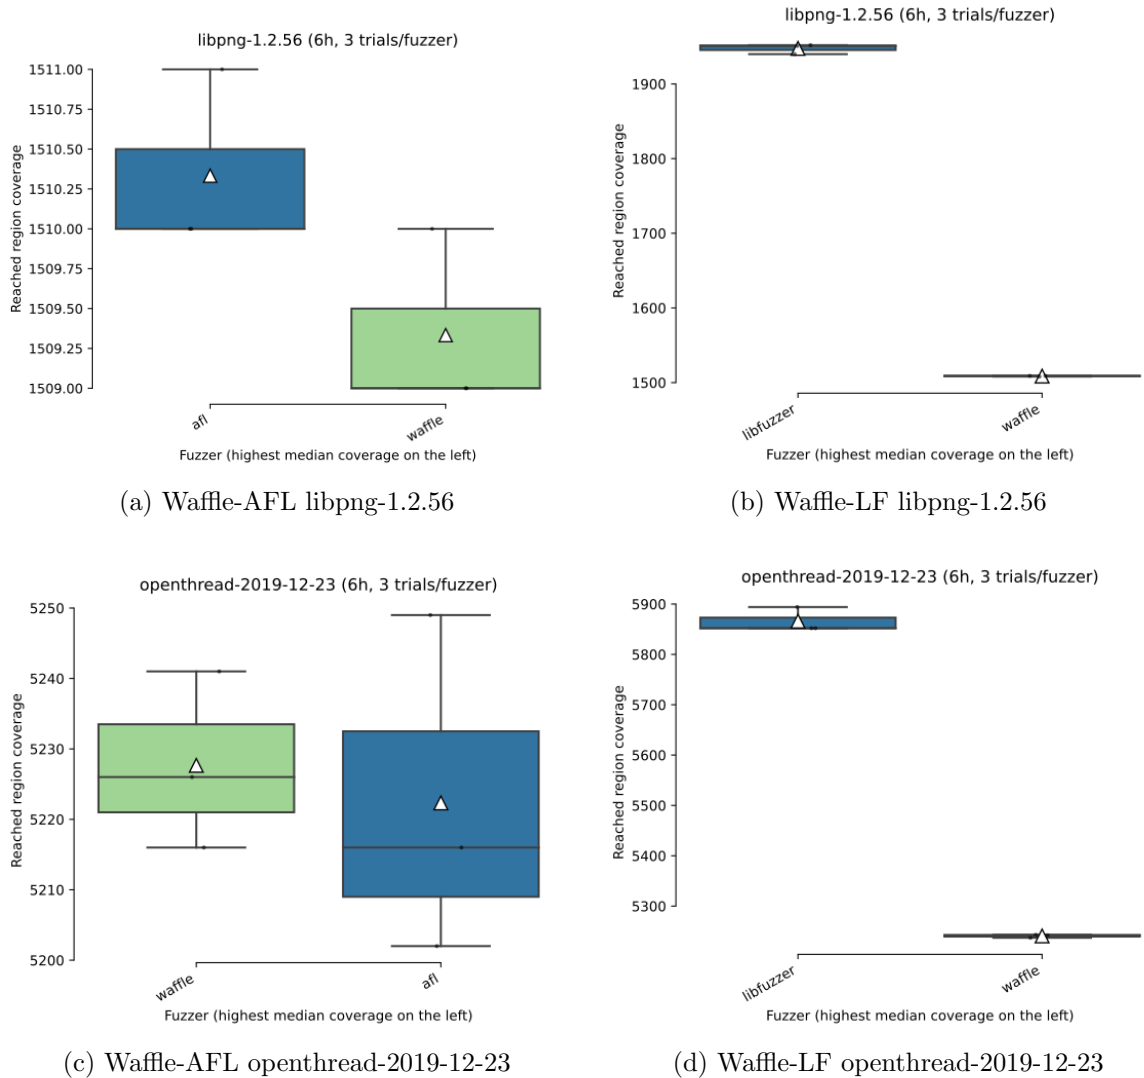 libpng-1.2.56 (6h, 3 trials/fuzzer)
1511.00
1510.75
1510.50
1510.25
1510.00
1509.75
1509.50
1509.25
1509.00
Reached region coverage
afl
waffle
Fuzzer (highest median coverage on the left)
(a) Waffle-AFL libpng-1.2.56
libpng-1.2.56 (6h, 3 trials/fuzzer)
1900
1800
1700
1600
1500
Reached region coverage
libfuzzer
waffle
Fuzzer (highest median coverage on the left)
(b) Waffle-LF libpng-1.2.56
openthread-2019-12-23 (6h, 3 trials/fuzzer)
5250
5240
5230
5220
5210
5200
Reached region coverage
waffle
afl
Fuzzer (highest median coverage on the left)
(c) Waffle-AFL openthread-2019-12-23
openthread-2019-12-23 (6h, 3 trials/fuzzer)
5900
5800
5700
5600
5500
5400
5300
Reached region coverage
libfuzzer
waffle
Fuzzer (highest median coverage on the left)
(d) Waffle-LF openthread-2019-12-23